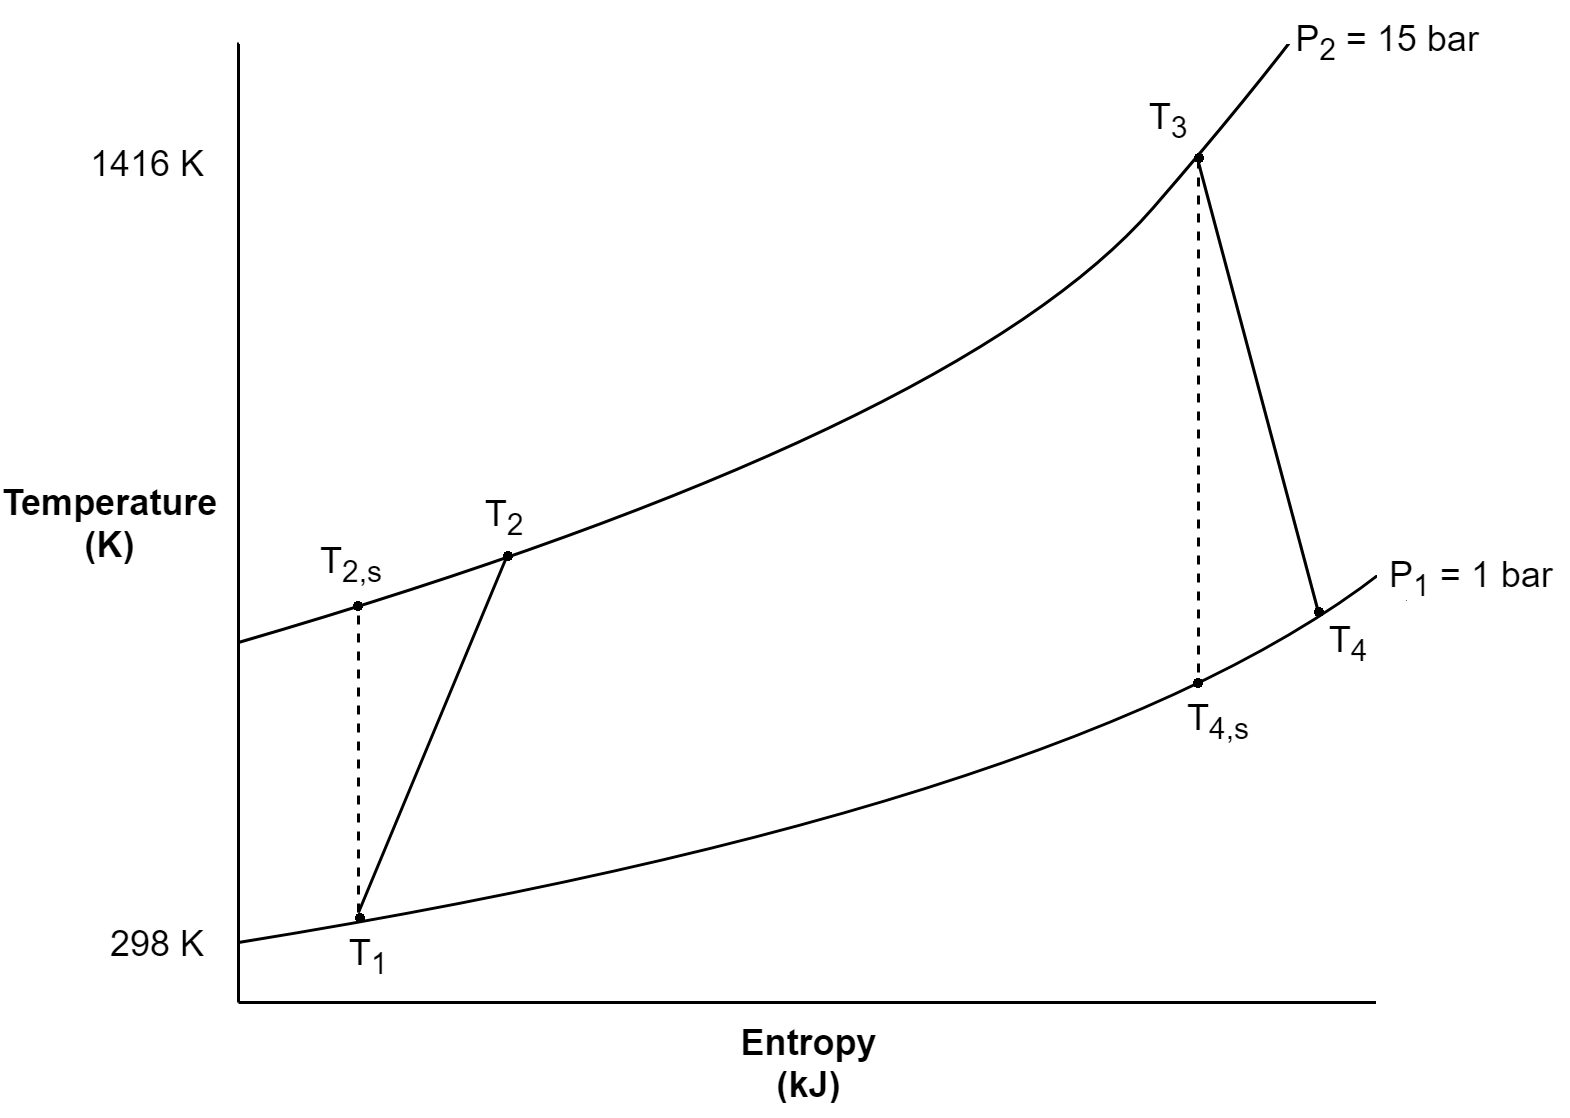 P₂ = 15 bar
T₃
1416 K
Temperature
(K)
T₂
T₂,s
P₁ = 1 bar
T₄
T₄,s
298 K
T₁
Entropy
(kJ)